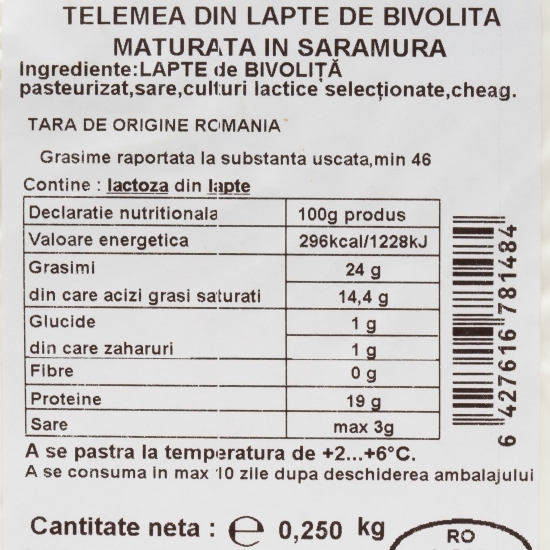 TELEMEA DIN LAPTE DE BIVOLITA
MATURATA IN SARAMURA
Ingrediente:LAPTE de BIVOLIȚĂ
pasteurizat,sare,culturi lactice selecționate,cheag.
TARA DE ORIGINE ROMANIA
Grasime raportata la substanta uscata,min 46
Contine : lactoza din lapte
Declaratie nutritionala 100g produs
Valoare energetica 296kcal/1228kJ
Grasimi 24 g
din care acizi grasi saturati 14,4 g
Glucide 1 g
din care zaharuri 1 g
Fibre 0 g
Proteine 19 g
Sare max 3g
6 427616 781484
A se pastra la temperatura de +2...+6°C.
A se consuma in max 10 zile dupa deschiderea ambalajului
Cantitate neta : ℮ 0,250 kg
RO